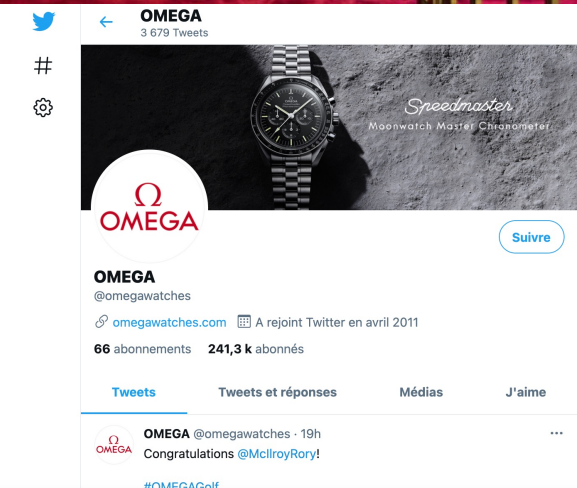 OMEGA
3 679 Tweets
Speedmaster
Moonwatch Master Chronometer
Ω
OMEGA
Suivre
OMEGA
@omegawatches
omegawatches.com A rejoint Twitter en avril 2011
66 abonnements 241,3 k abonnés
Tweets Tweets et réponses Médias J'aime
Ω
OMEGA
OMEGA @omegawatches · 19h
Congratulations @McIlroyRory!
#OMEGAGolf